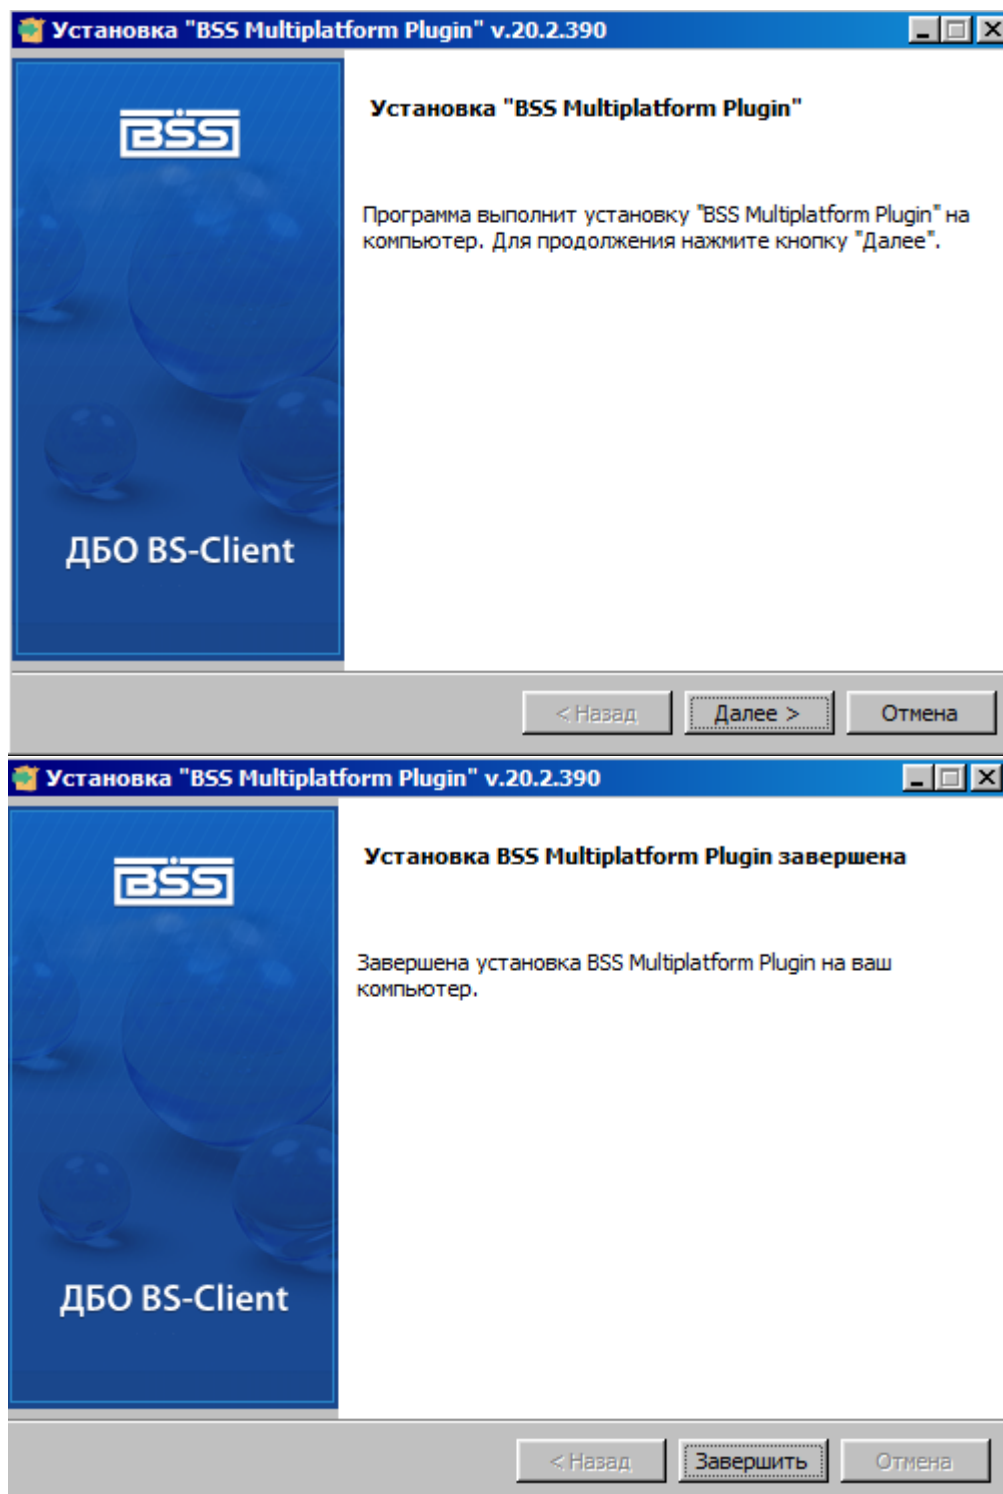 Установка "BSS Multiplatform Plugin" v.20.2.390
BSS
Установка "BSS Multiplatform Plugin"
Программа выполнит установку "BSS Multiplatform Plugin" на
компьютер. Для продолжения нажмите кнопку "Далее".
ДБО BS-Client
< Назад
Далее >
Отмена
Установка "BSS Multiplatform Plugin" v.20.2.390
BSS
Установка BSS Multiplatform Plugin завершена
Завершена установка BSS Multiplatform Plugin на ваш
компьютер.
ДБО BS-Client
< Назад
Завершить
Отмена